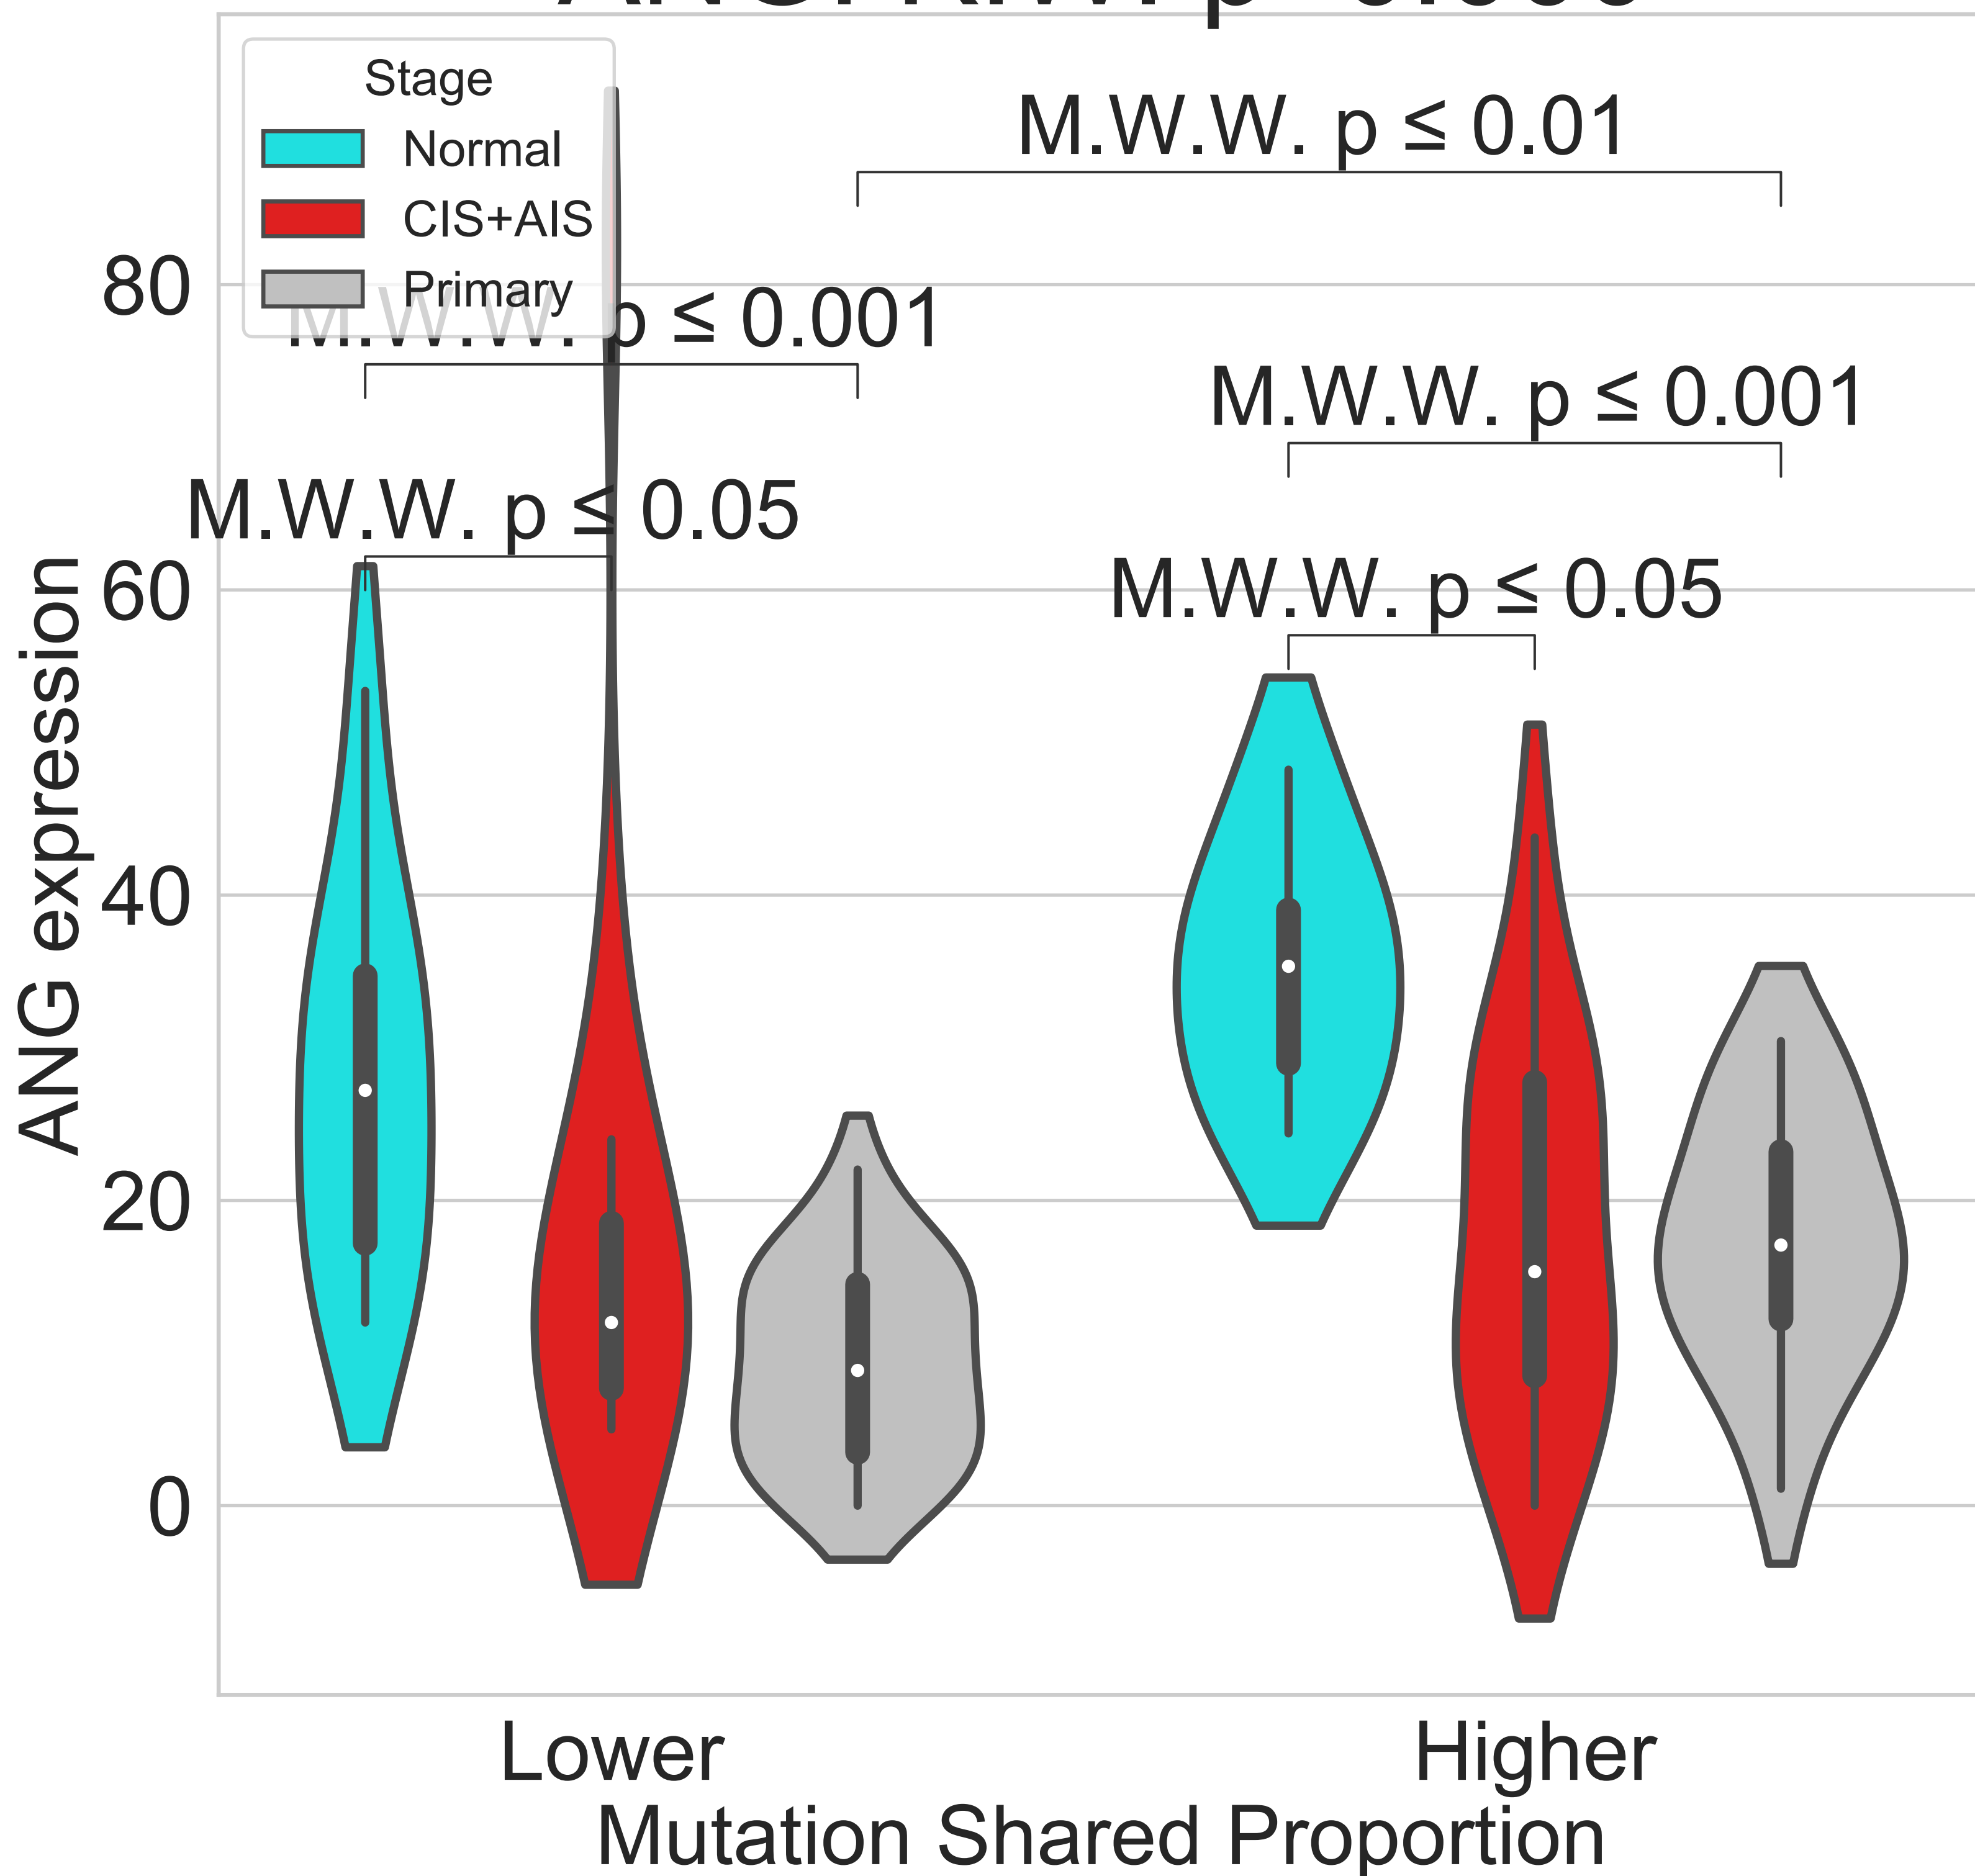 Stage
Normal
CIS+AIS
Primary
M.W.W. p ≤ 0.01
M.W.W. p ≤ 0.001
M.W.W. p ≤ 0.001
M.W.W. p ≤ 0.05
M.W.W. p ≤ 0.05
80
60
40
20
0
ANG expression
Lower
Higher
Mutation Shared Proportion